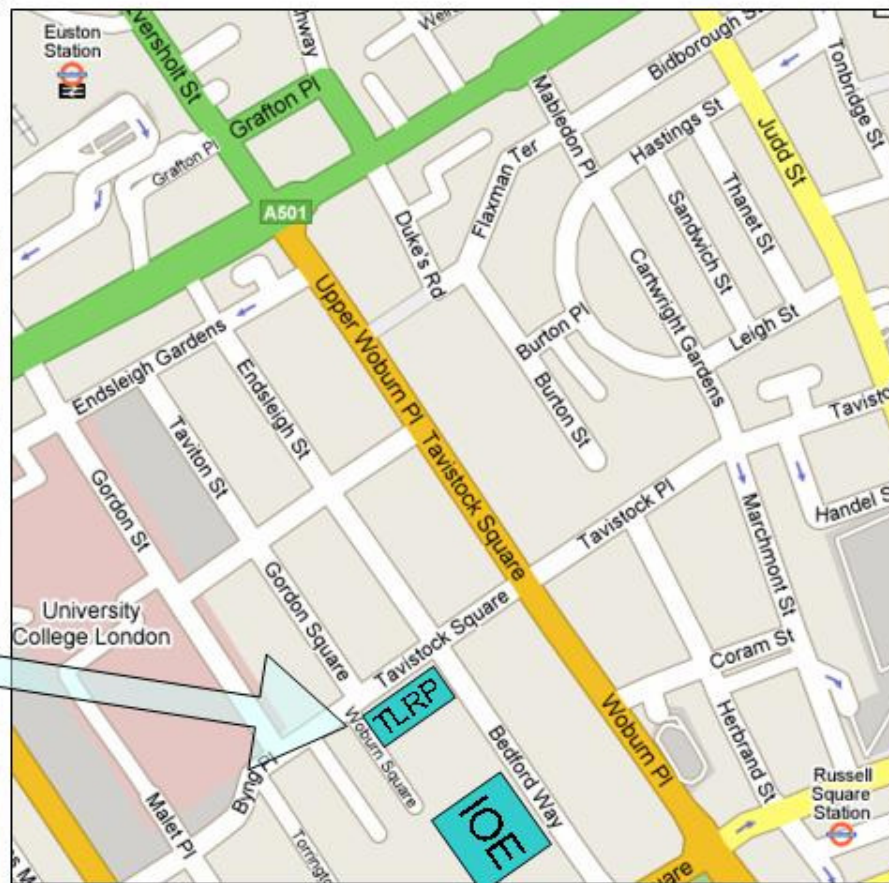 Euston
Station
Eversholt St
Grafton Pl
Grafton Pl
A501
Duke's Rd
Flaxman Ter
Mabledon Pl
Bidborough St
Hastings St
Tonbridge St
Judd St
Thanet St
Sandwich St
Cartwright Gardens
Leigh St
Burton Pl
Burton St
Upper Woburn Pl
Endsleigh Gardens
Endsleigh St
Taviton St
Gordon St
Tavistock Square
Tavistock Pl
Handel S
Marchmont St
University
College London
Gordon Square
Tavistock Square
TLRP
Woburn Square
Bedford Way
Woburn Pl
Coram St
Herbrand St
Russell
Square
Station
Malet Pl
Byng Pl
IOE